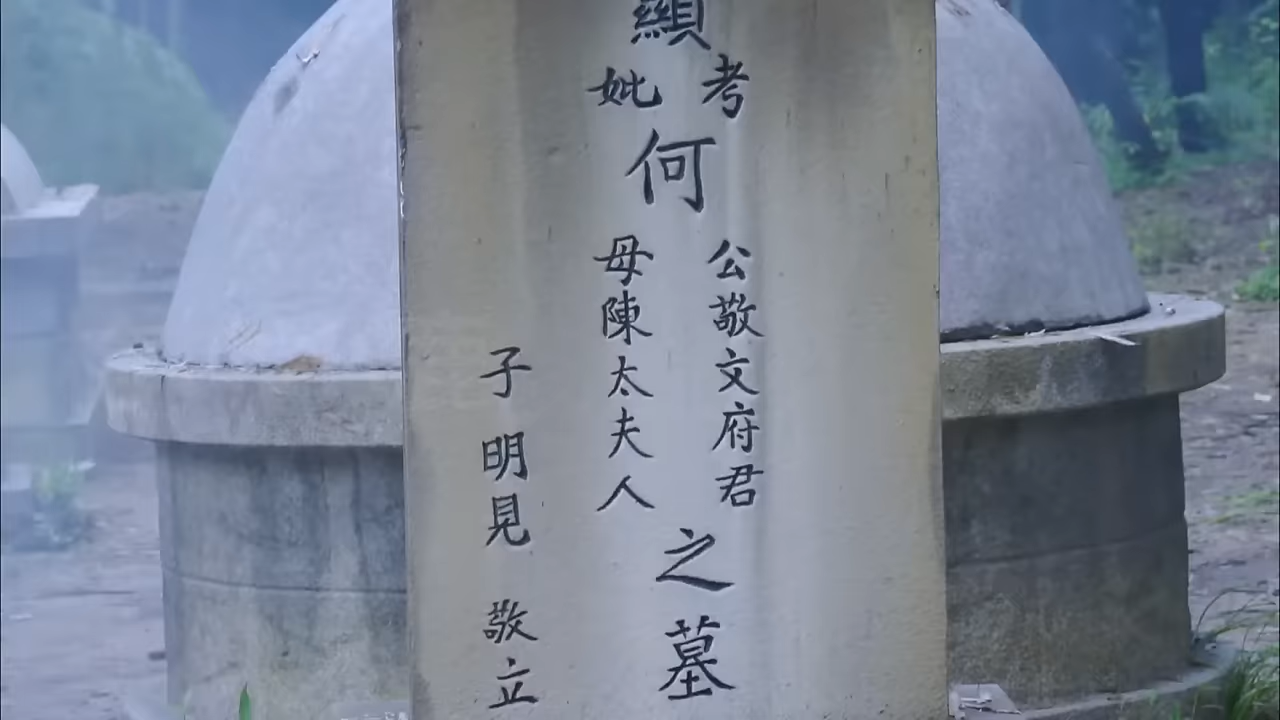 顯
考
妣
何
公敬文府君
母陳太夫人
之墓
子 明見 敬立